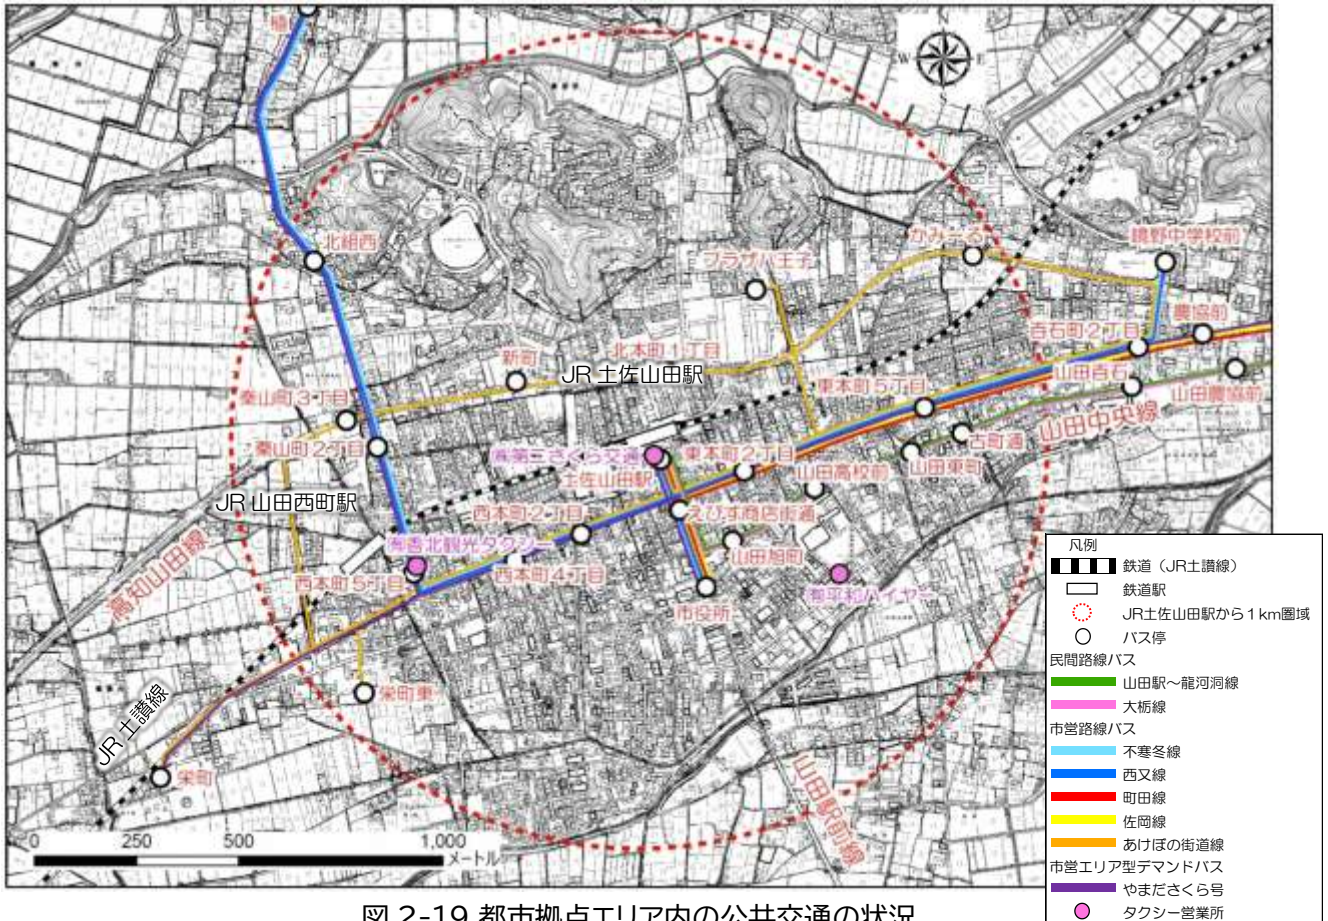 植
N
W E
S
北組西
かみーる
鏡野中学校前
プラザ八王子
農協前
百石町2丁目
新町
北本町1丁目
JR 土佐山田駅
山田百石
東本町5丁目
山田農協前
秦山町3丁目
山田中央線
古町通
秦山町2丁目
㈲第二さくら交通
東本町2丁目
山田東町
土佐山田駅
山田高校前
JR 山田西町駅
西本町2丁目
えびす商店街通
高知山田線
㈲香北観光タクシー
山田旭町
西本町5丁目
西本町4丁目
㈲平和ハイヤー
市役所
栄町東
JR 土讃線
栄町
山田駅前線
0 250 500 1,000
メートル
凡例
鉄道（JR土讃線）
鉄道駅
JR土佐山田駅から1km圏域
バス停
民間路線バス
山田駅～龍河洞線
大栃線
市営路線バス
不寒冬線
西又線
町田線
佐岡線
あけぼの街道線
市営エリア型デマンドバス
やまださくら号
タクシー営業所
図 2-19 都市拠点エリア内の公共交通の状況